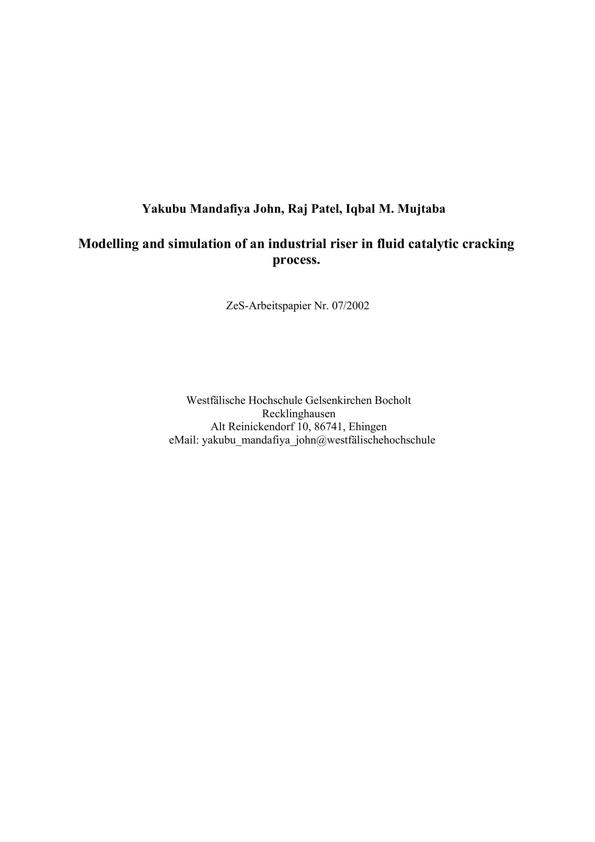 Yakubu Mandafiya John, Raj Patel, Iqbal M. Mujtaba
Modelling and simulation of an industrial riser in fluid catalytic cracking
process.
ZeS-Arbeitspapier Nr. 07/2002
Westfälische Hochschule Gelsenkirchen Bocholt
Recklinghausen
Alt Reinickendorf 10, 86741, Ehingen
eMail: yakubu_mandafiya_john@westfälischehochschule